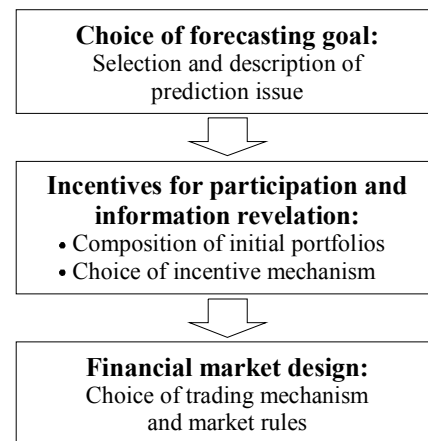 Choice of forecasting goal:
Selection and description of
prediction issue
Incentives for participation and
information revelation:
• Composition of initial portfolios
• Choice of incentive mechanism
Financial market design:
Choice of trading mechanism
and market rules